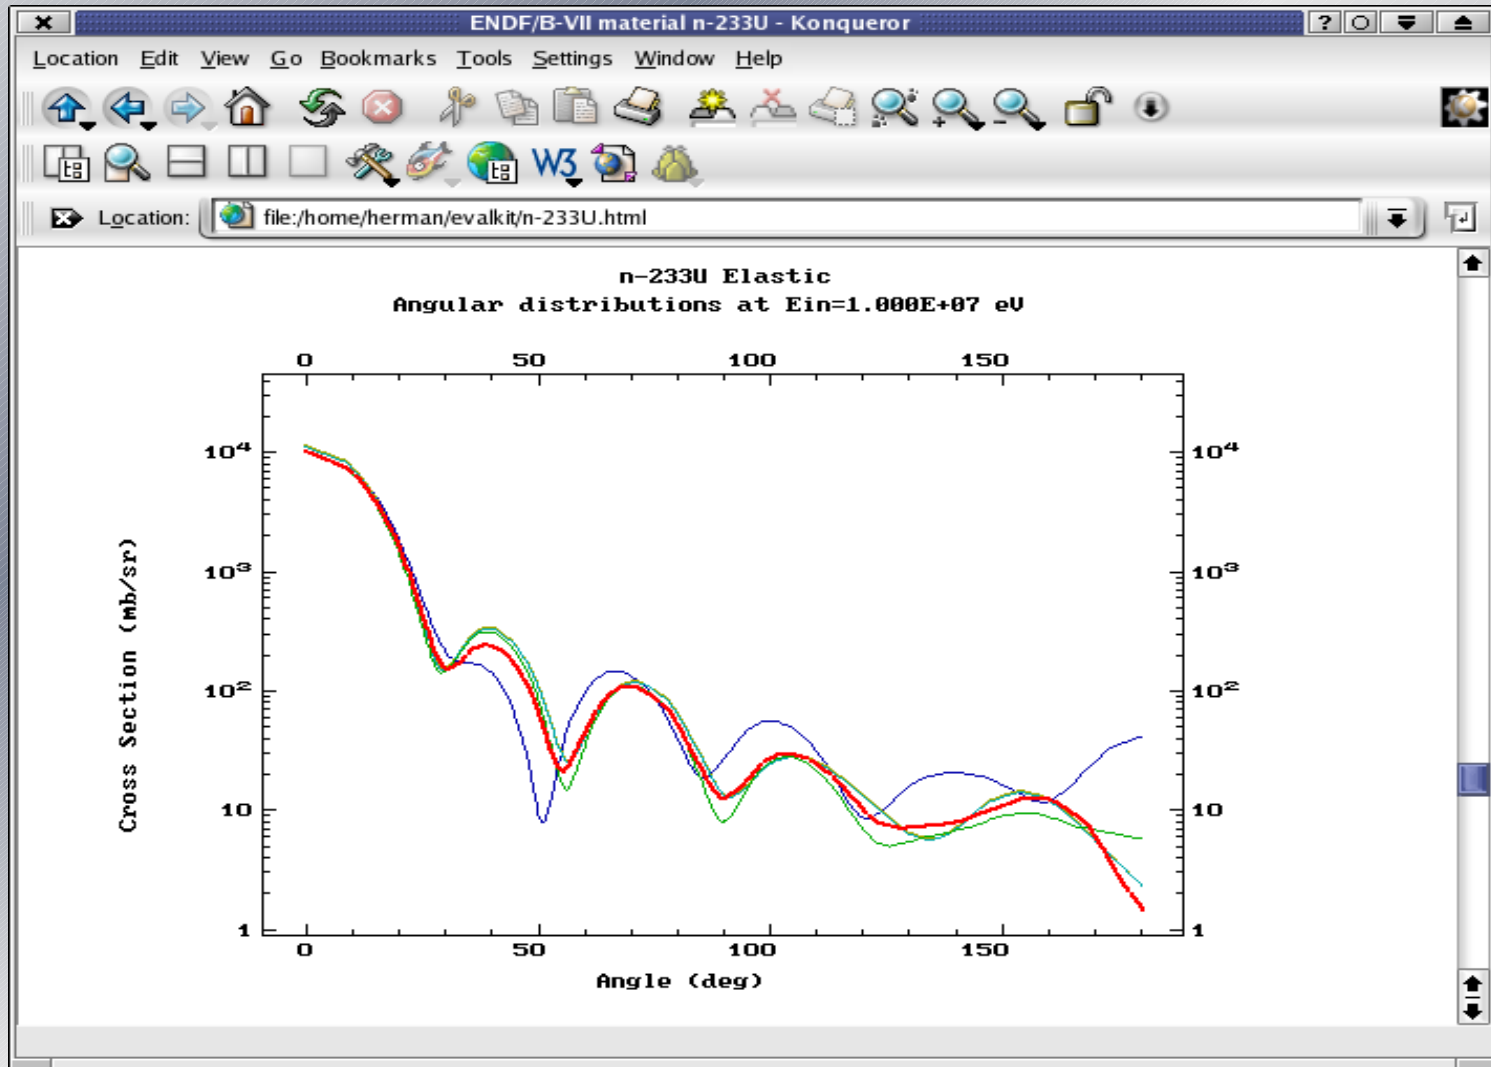 ENDF/B-VII material n-233U - Konqueror
Location Edit View Go Bookmarks Tools Settings Window Help
W3
Location: file:/home/herman/evalkit/n-233U.html
n-233U Elastic
Angular distributions at Ein=1.000E+07 eV
0 50 100 150
10⁴ 10⁴
10³ 10³
10² 10²
10 10
1 1
Cross Section (mb/sr)
0 50 100 150
Angle (deg)